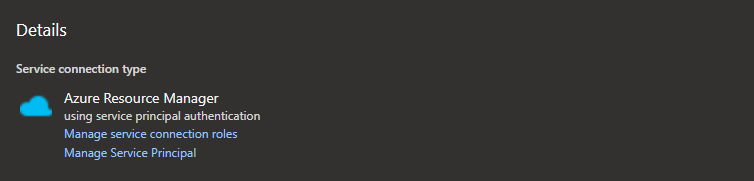 Details
Service connection type
Azure Resource Manager
using service principal authentication
Manage service connection roles
Manage Service Principal